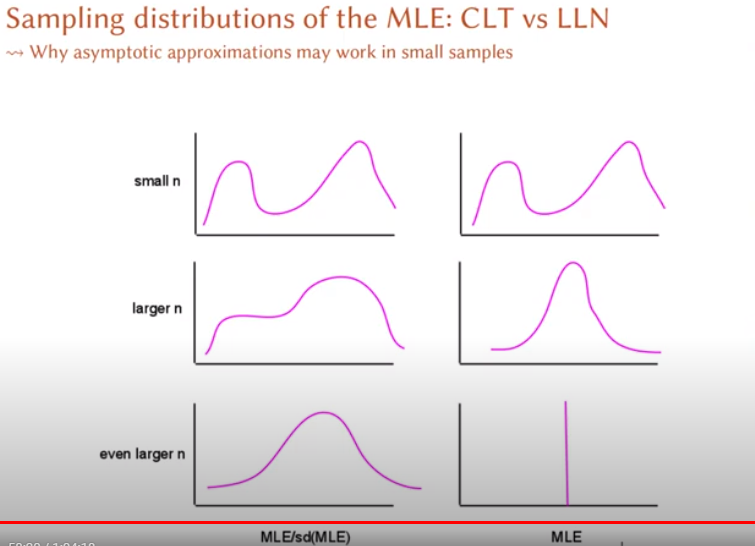 Sampling distributions of the MLE: CLT vs LLN
⇝ Why asymptotic approximations may work in small samples
small n
larger n
even larger n
MLE/sd(MLE)
MLE